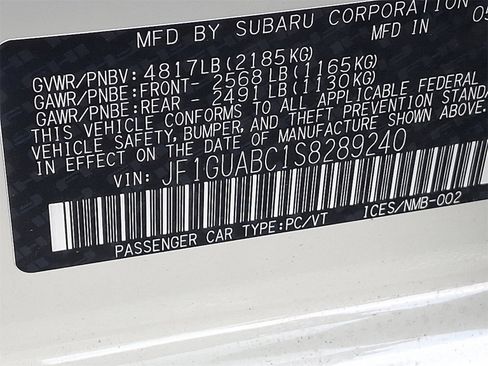 MFD BY SUBARU CORPORATION
MFD IN 05
GVWR/PNBV: 4817LB (2185KG)
GAWR/PNBE: FRONT- 2568 LB (1165KG)
GAWR/PNBE: REAR - 2491 LB (1130KG)
THIS VEHICLE CONFORMS TO ALL APPLICABLE FEDERAL
VEHICLE SAFETY, BUMPER, AND THEFT PREVENTION STANDA
IN EFFECT ON THE DATE OF MANUFACTURE
VIN: JF1GUABC1S8289240
ICES/NMB-002
PASSENGER CAR TYPE:PC/VT